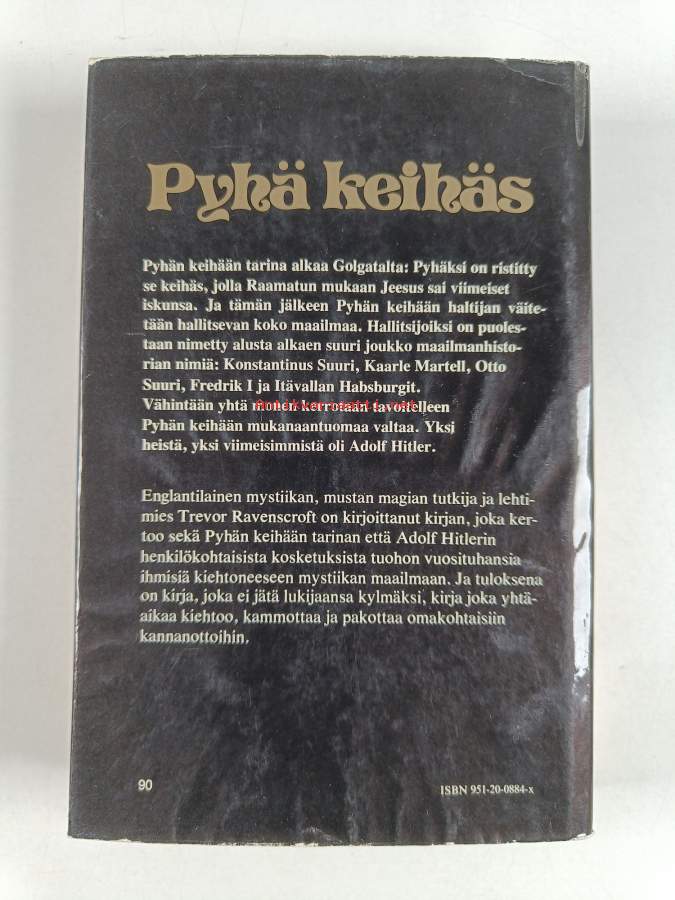 Pyhä keihäs
Pyhän keihään tarina alkaa Golgatalta: Pyhäksi on ristitty
se keihäs, jolla Raamatun mukaan Jeesus sai viimeiset
iskunsa. Ja tämän jälkeen Pyhän keihään haltijan väite-
tään hallitsevan koko maailmaa. Hallitsijoiksi on puoles-
taan nimetty alusta alkaen suuri joukko maailmanhisto-
rian nimiä: Konstantinus Suuri, Kaarle Martell, Otto
Suuri, Fredrik I ja Itävallan Habsburgit.
Vähintään yhtä monen kerrotaan tavoitelleen
antikvariaatti.net
Pyhän keihään mukanaantuomaa valtaa. Yksi
heistä, yksi viimeisimmistä oli Adolf Hitler.
Englantilainen mystiikan, mustan magian tutkija ja lehti-
mies Trevor Ravenscroft on kirjoittanut kirjan, joka ker-
too sekä Pyhän keihään tarinan että Adolf Hitlerin
henkilökohtaisista kosketuksista tuohon vuosituhansia
ihmisiä kiehtoneeseen mystiikan maailmaan. Ja tuloksena
on kirja, joka ei jätä lukijaansa kylmäksi, kirja joka yhtä-
aikaa kiehtoo, kammottaa ja pakottaa omakohtaisiin
kannanottoihin.
90
ISBN 951-20-0884-x